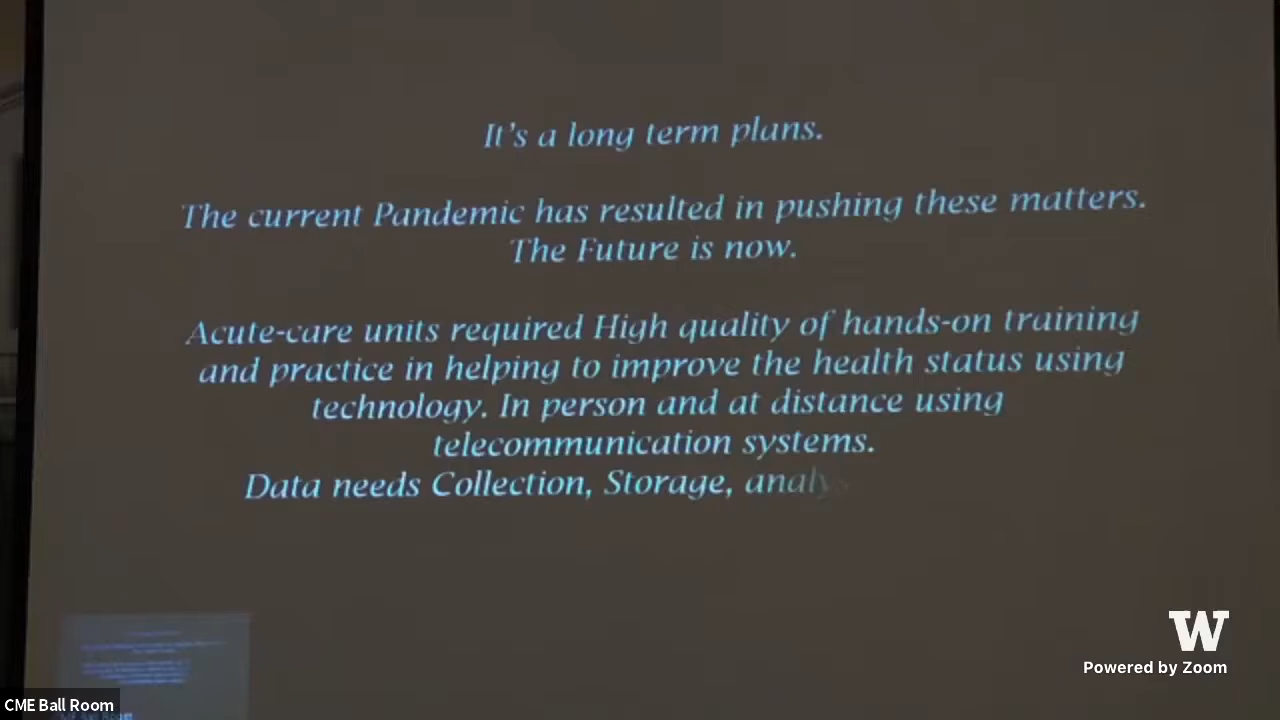 It's a long term plans.
The current Pandemic has resulted in pushing these matters.
The Future is now.
Acute-care units required High quality of hands-on training
and practice in helping to improve the health status using
technology. In person and at distance using
telecommunication systems.
Data needs Collection, Storage,
W
Powered by Zoom
CME Ball Room